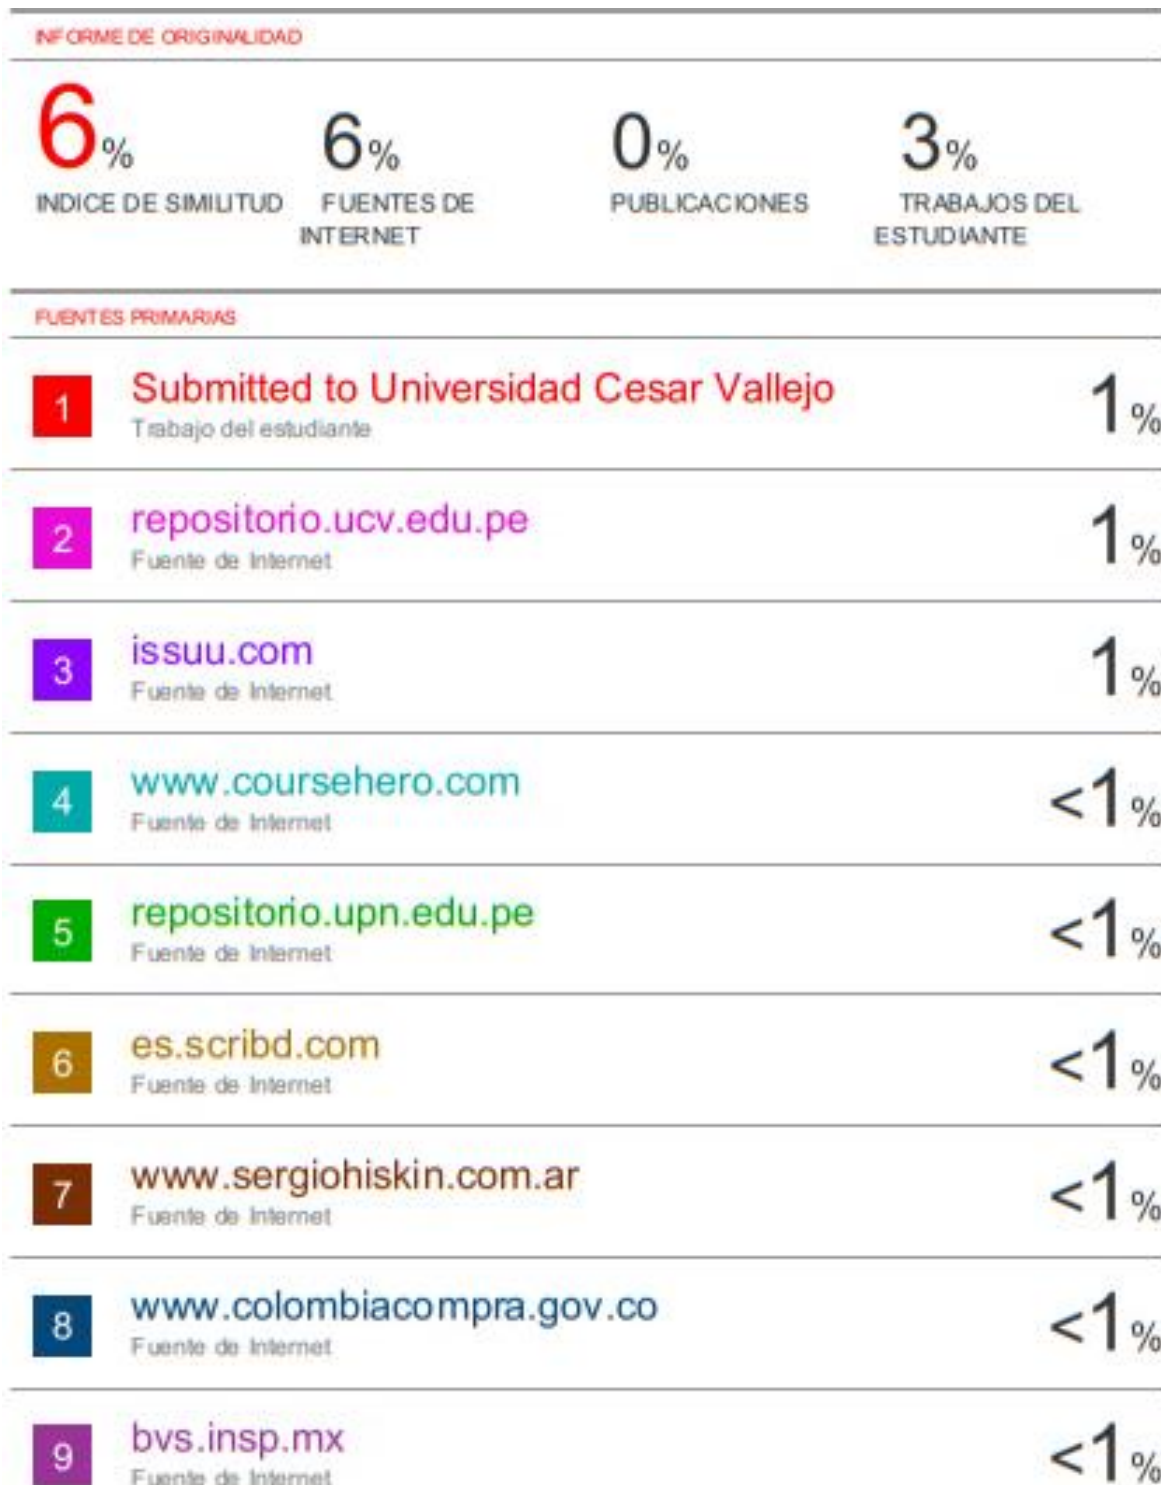 INFORME DE ORIGINALIDAD
6% 6% 0% 3%
INDICE DE SIMILITUD FUENTES DE PUBLICACIONES TRABAJOS DEL
INTERNET ESTUDIANTE
FUENTES PRIMARIAS
1 Submitted to Universidad Cesar Vallejo 1%
Trabajo del estudiante
2 repositorio.ucv.edu.pe 1%
Fuente de Internet
3 issuu.com 1%
Fuente de Internet
4 www.coursehero.com <1%
Fuente de Internet
5 repositorio.upn.edu.pe <1%
Fuente de Internet
6 es.scribd.com <1%
Fuente de Internet
7 www.sergiohiskin.com.ar <1%
Fuente de Internet
8 www.colombiacompra.gov.co <1%
Fuente de Internet
9 bvs.insp.mx <1%
Fuente de Internet